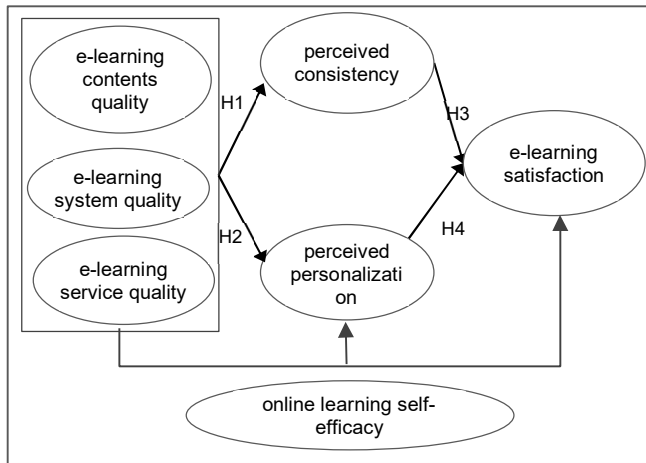 e-learning
contents
quality
e-learning
system quality
e-learning
service quality
H1
H2
perceived
consistency
perceived
personalizati
on
H3
H4
e-learning
satisfaction
online learning self-
efficacy